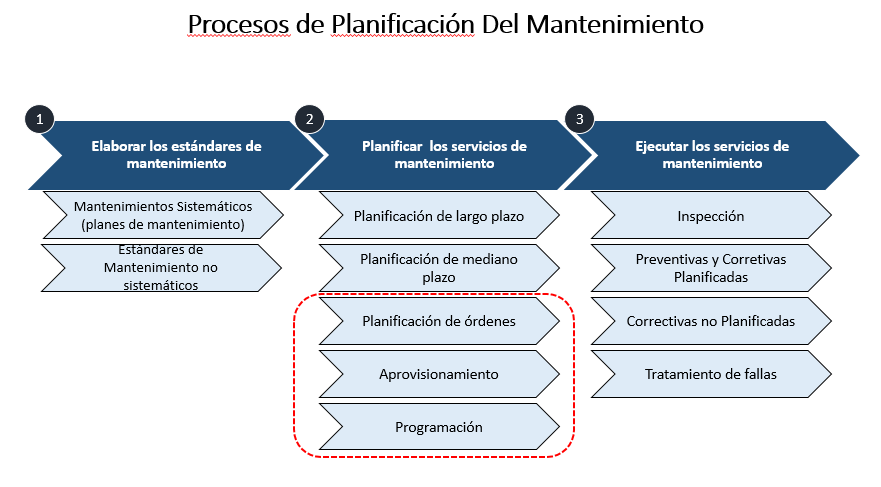 Procesos de Planificación Del Mantenimiento
1
2
3
Elaborar los estándares de
mantenimiento
Planificar los servicios de
mantenimiento
Ejecutar los servicios de
mantenimiento
Mantenimientos Sistemáticos
(planes de mantenimiento)
Estándares de
Mantenimiento no
sistemáticos
Planificación de largo plazo
Planificación de mediano
plazo
Planificación de órdenes
Aprovisionamiento
Programación
Inspección
Preventivas y Corretivas
Planificadas
Correctivas no Planificadas
Tratamiento de fallas